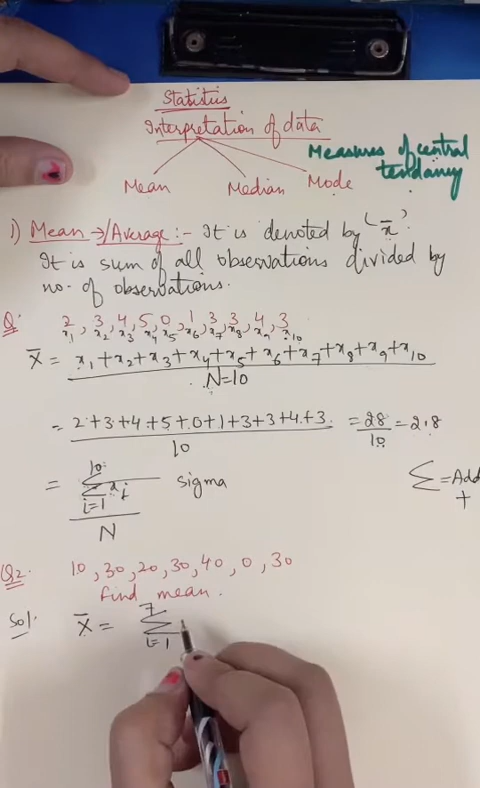 Statistics
Interpretation of data
Measures of central
tendancy
Mean Median Mode
1) Mean →/Average :- It is denoted by 'x̄'.
It is sum of all observations divided by
no. of observations.
Q: 2, 3, 4, 5, 0, 1, 3, 3, 4, 3
x₁ x₂ x₃ x₄ x₅ x₆ x₇ x₈ x₉ x₁₀
X̄ = x₁+x₂+x₃+x₄+x₅+x₆+x₇+x₈+x₉+x₁₀
N=10
= 2+3+4+5+0+1+3+3+4+3 = 28 = 2.8
10 10
10
= Σ xi sigma
i=1
N
Σ = Add
+
Q2. 10, 30, 20, 30, 40, 0, 30
find mean.
7
Sol. X̄ = Σ
i=1